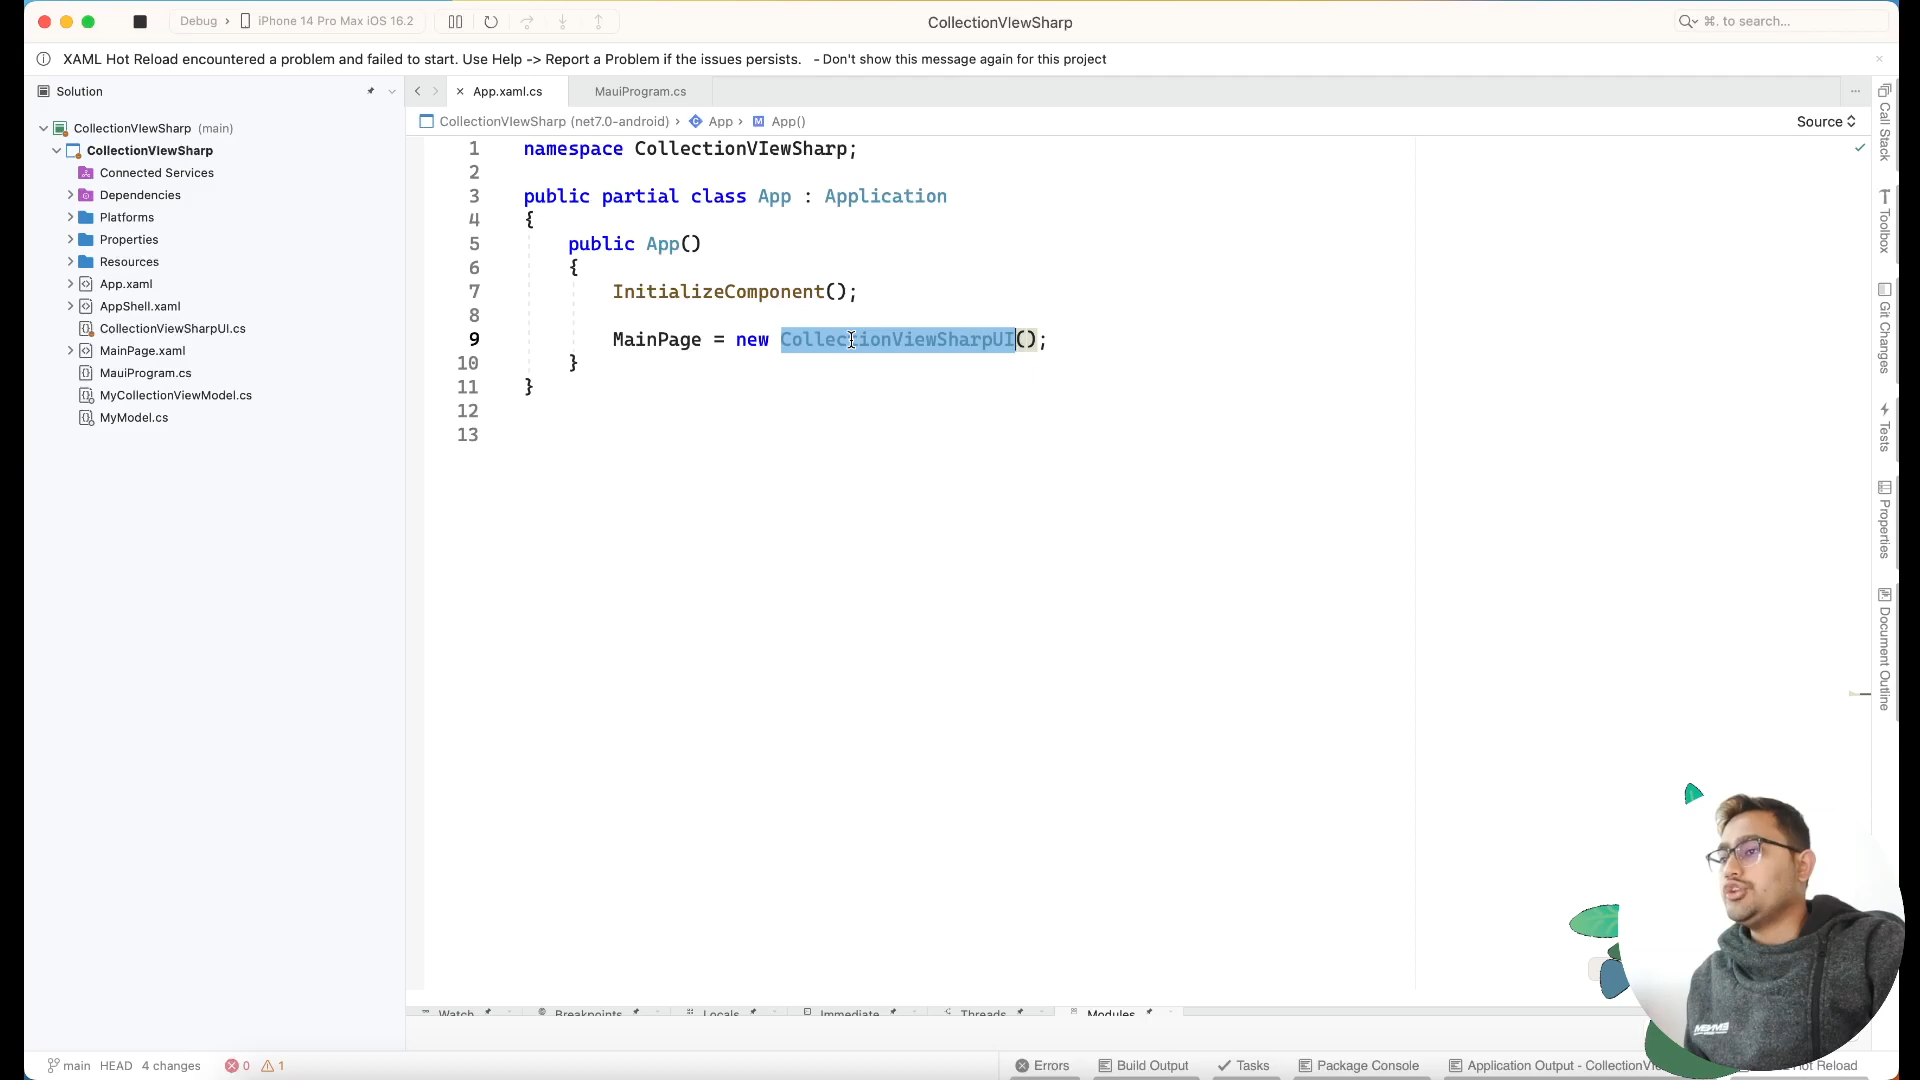 Debug › iPhone 14 Pro Max iOS 16.2
CollectionVIewSharp
⌘. to search...
XAML Hot Reload encountered a problem and failed to start. Use Help -> Report a Problem if the issues persists. - Don't show this message again for this project
Solution
App.xaml.cs
MauiProgram.cs
CollectionVIewSharp (net7.0-android) › App › M App()
Source
CollectionVIewSharp (main)
CollectionVIewSharp
Connected Services
Dependencies
Platforms
Properties
Resources
App.xaml
AppShell.xaml
CollectionViewSharpUI.cs
MainPage.xaml
MauiProgram.cs
MyCollectionViewModel.cs
MyModel.cs
1 namespace CollectionVIewSharp;
2
3 public partial class App : Application
4 {
5 public App()
6 {
7 InitializeComponent();
8
9 MainPage = new CollectionViewSharpUI();
10 }
11 }
12
13
Call Stack
Toolbox
Git Changes
Tests
Properties
Document Outline
Watch
Breakpoints
Locals
Immediate
Threads
Modules
main HEAD 4 changes 0 1
Errors
Build Output
Tasks
Package Console
Application Output - CollectionVI
Hot Reload